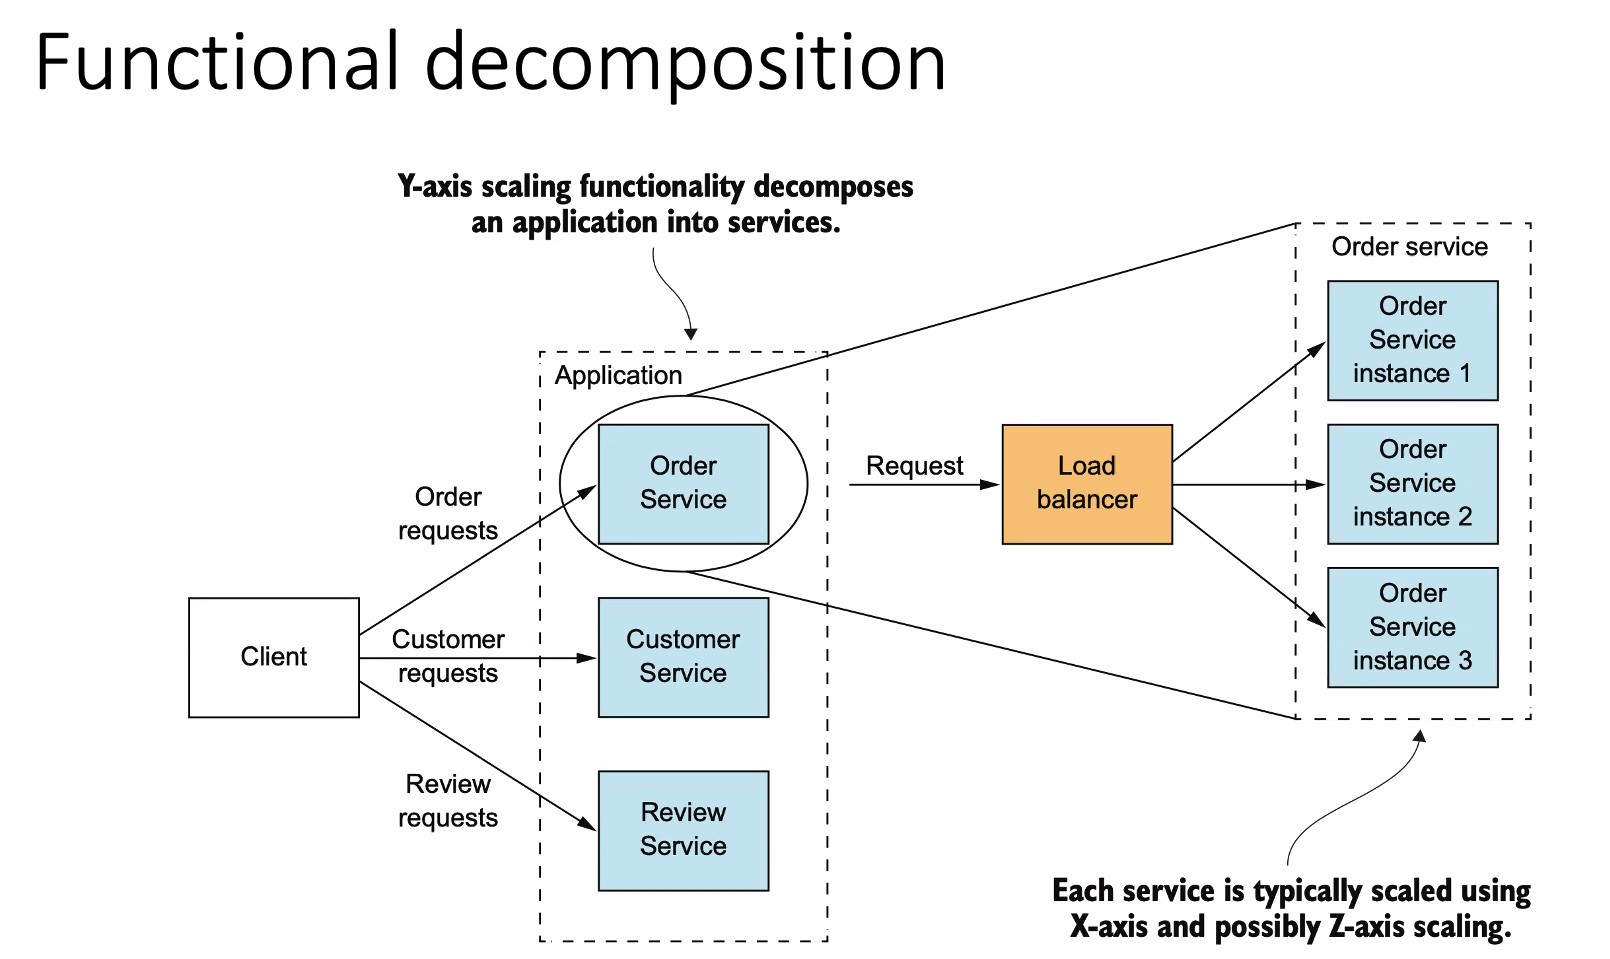 Functional decomposition
Y-axis scaling functionality decomposes
an application into services.
Application
Order
Service
Order
requests
Client
Customer
requests
Customer
Service
Review
requests
Review
Service
Request
Load
balancer
Order service
Order
Service
instance 1
Order
Service
instance 2
Order
Service
instance 3
Each service is typically scaled using
X-axis and possibly Z-axis scaling.